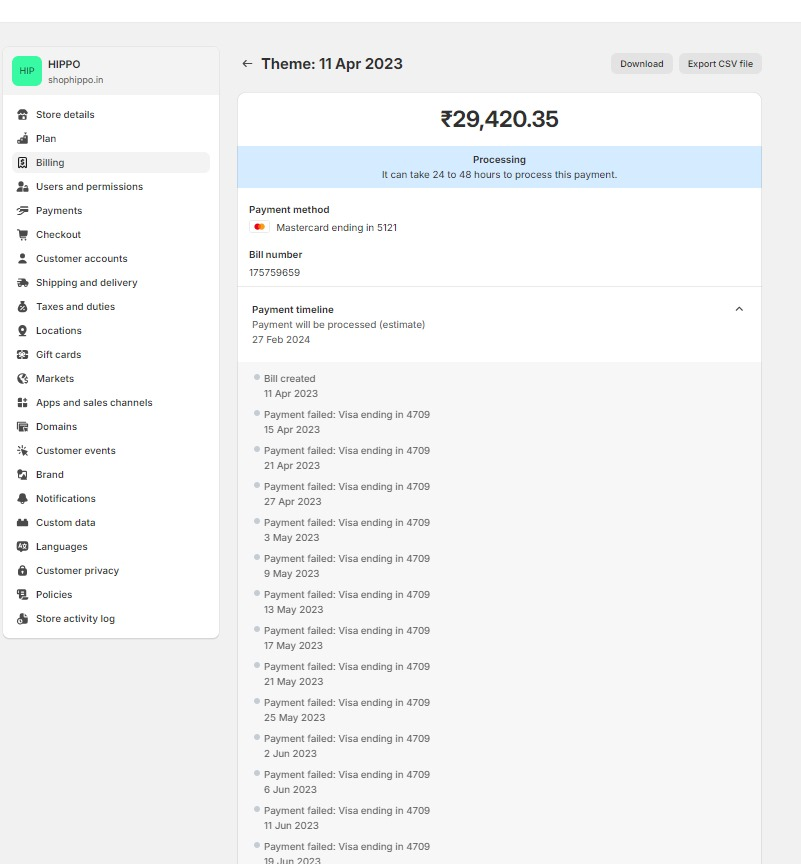 HIP
HIPPO
shophippo.in
Store details
Plan
Billing
Users and permissions
Payments
Checkout
Customer accounts
Shipping and delivery
Taxes and duties
Locations
Gift cards
Markets
Apps and sales channels
Domains
Customer events
Brand
Notifications
Custom data
Languages
Customer privacy
Policies
Store activity log
Theme: 11 Apr 2023
Download
Export CSV file
₹29,420.35
Processing
It can take 24 to 48 hours to process this payment.
Payment method
Mastercard ending in 5121
Bill number
175759659
Payment timeline
Payment will be processed (estimate)
27 Feb 2024
Bill created
11 Apr 2023
Payment failed: Visa ending in 4709
15 Apr 2023
Payment failed: Visa ending in 4709
21 Apr 2023
Payment failed: Visa ending in 4709
27 Apr 2023
Payment failed: Visa ending in 4709
3 May 2023
Payment failed: Visa ending in 4709
9 May 2023
Payment failed: Visa ending in 4709
13 May 2023
Payment failed: Visa ending in 4709
17 May 2023
Payment failed: Visa ending in 4709
21 May 2023
Payment failed: Visa ending in 4709
25 May 2023
Payment failed: Visa ending in 4709
2 Jun 2023
Payment failed: Visa ending in 4709
6 Jun 2023
Payment failed: Visa ending in 4709
11 Jun 2023
Payment failed: Visa ending in 4709
19 Jun 2023